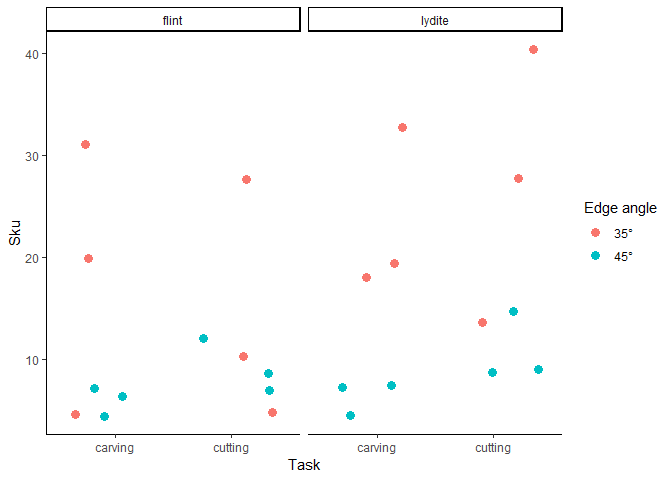 flint
lydite
40
30
20
10
Sku
carving
cutting
carving
cutting
Task
Edge angle
35°
45°